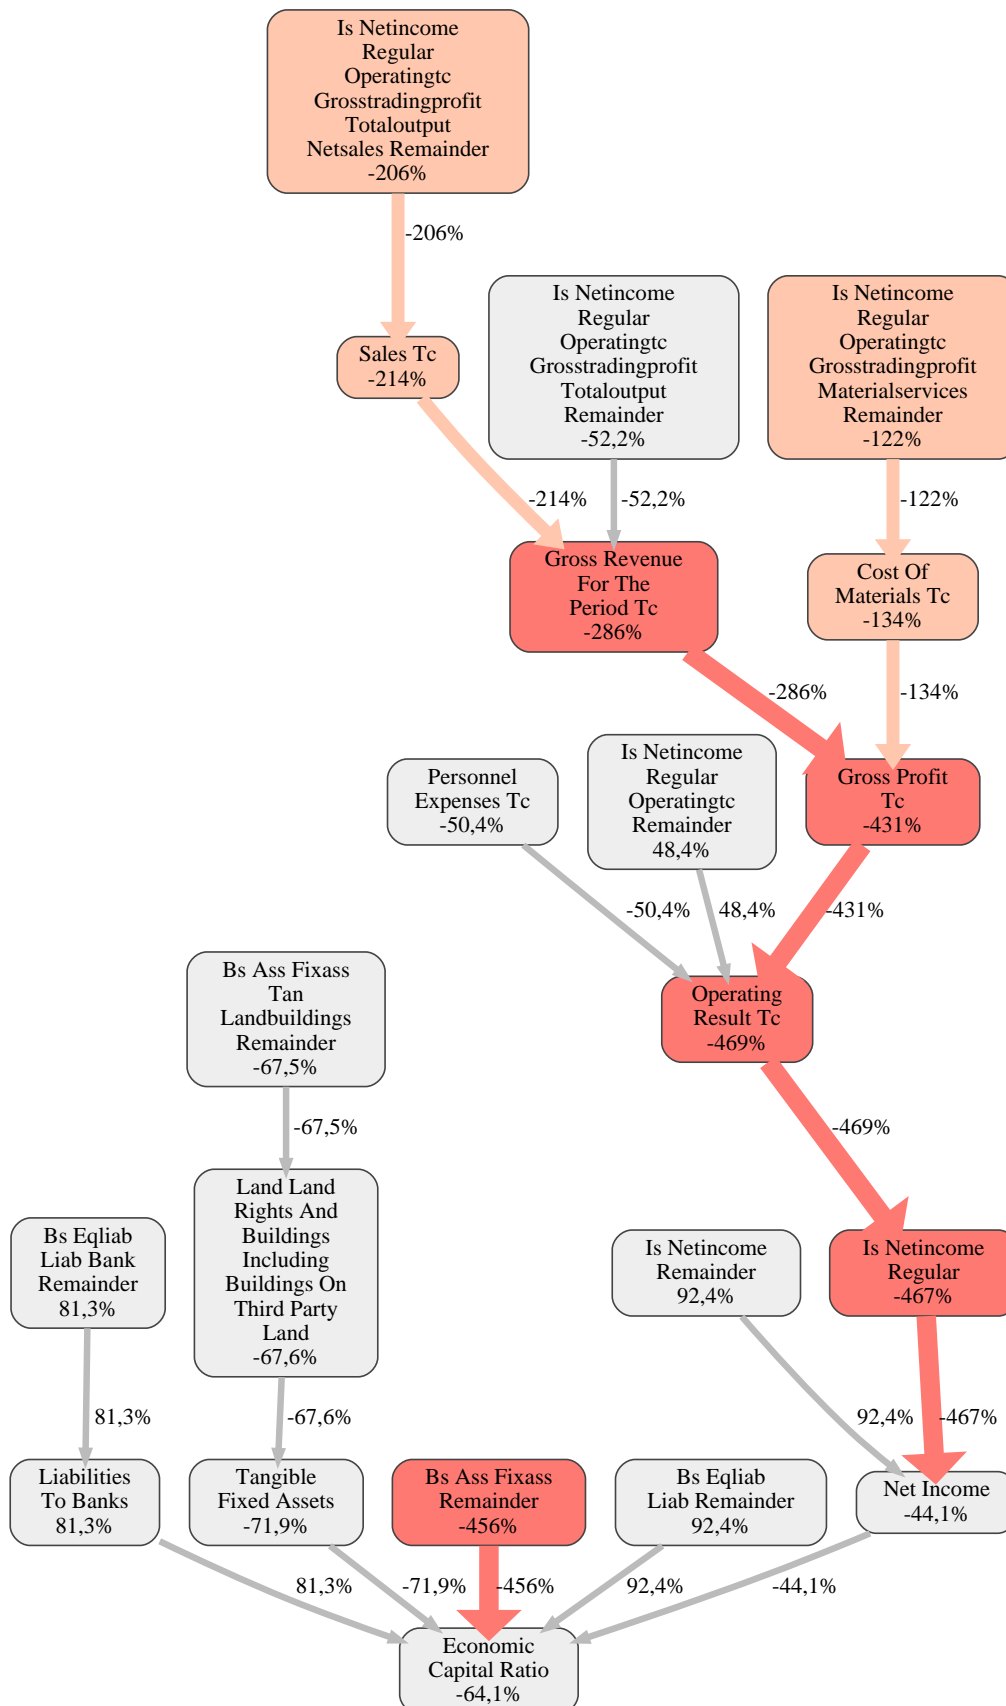 Is Netincome
Regular
Operatingtc
Grosstradingprofit
Totaloutput
Netsales Remainder
-206%
-206%
Sales Tc
-214%
Is Netincome
Regular
Operatingtc
Grosstradingprofit
Totaloutput
Remainder
-52,2%
Is Netincome
Regular
Operatingtc
Grosstradingprofit
Materialservices
Remainder
-122%
-214%
-52,2%
-122%
Gross Revenue
For The
Period Tc
-286%
Cost Of
Materials Tc
-134%
-286%
-134%
Personnel
Expenses Tc
-50,4%
Is Netincome
Regular
Operatingtc
Remainder
48,4%
Gross Profit
Tc
-431%
-50,4%
48,4%
-431%
Bs Ass Fixass
Tan
Landbuildings
Remainder
-67,5%
Operating
Result Tc
-469%
-67,5%
-469%
Bs Eqliab
Liab Bank
Remainder
81,3%
Land Land
Rights And
Buildings
Including
Buildings On
Third Party
Land
-67,6%
Is Netincome
Remainder
92,4%
Is Netincome
Regular
-467%
81,3%
-67,6%
92,4%
-467%
Liabilities
To Banks
81,3%
Tangible
Fixed Assets
-71,9%
Bs Ass Fixass
Remainder
-456%
Bs Eqliab
Liab Remainder
92,4%
Net Income
-44,1%
81,3%
-71,9%
-456%
92,4%
-44,1%
Economic
Capital Ratio
-64,1%